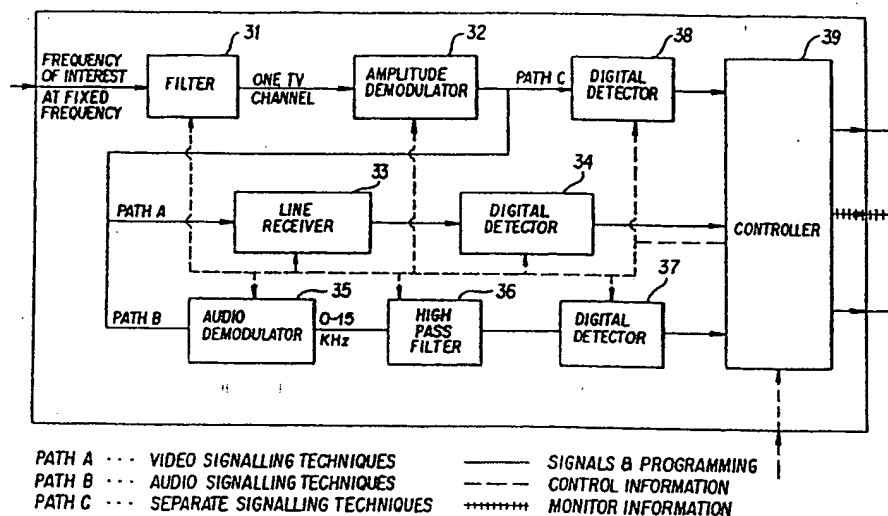 31
32
38
39
FREQUENCY
OF INTEREST
AT FIXED
FREQUENCY
FILTER
ONE TV
CHANNEL
AMPLITUDE
DEMODULATOR
PATH C
DIGITAL
DETECTOR
33
34
PATH A
LINE
RECEIVER
DIGITAL
DETECTOR
CONTROLLER
35
36
37
PATH B
AUDIO
DEMODULATOR
0-15
KHz
HIGH
PASS
FILTER
DIGITAL
DETECTOR
PATH A ··· VIDEO SIGNALLING TECHNIQUES
PATH B ··· AUDIO SIGNALLING TECHNIQUES
PATH C ··· SEPARATE SIGNALLING TECHNIQUES
SIGNALS & PROGRAMMING
CONTROL INFORMATION
MONITOR INFORMATION